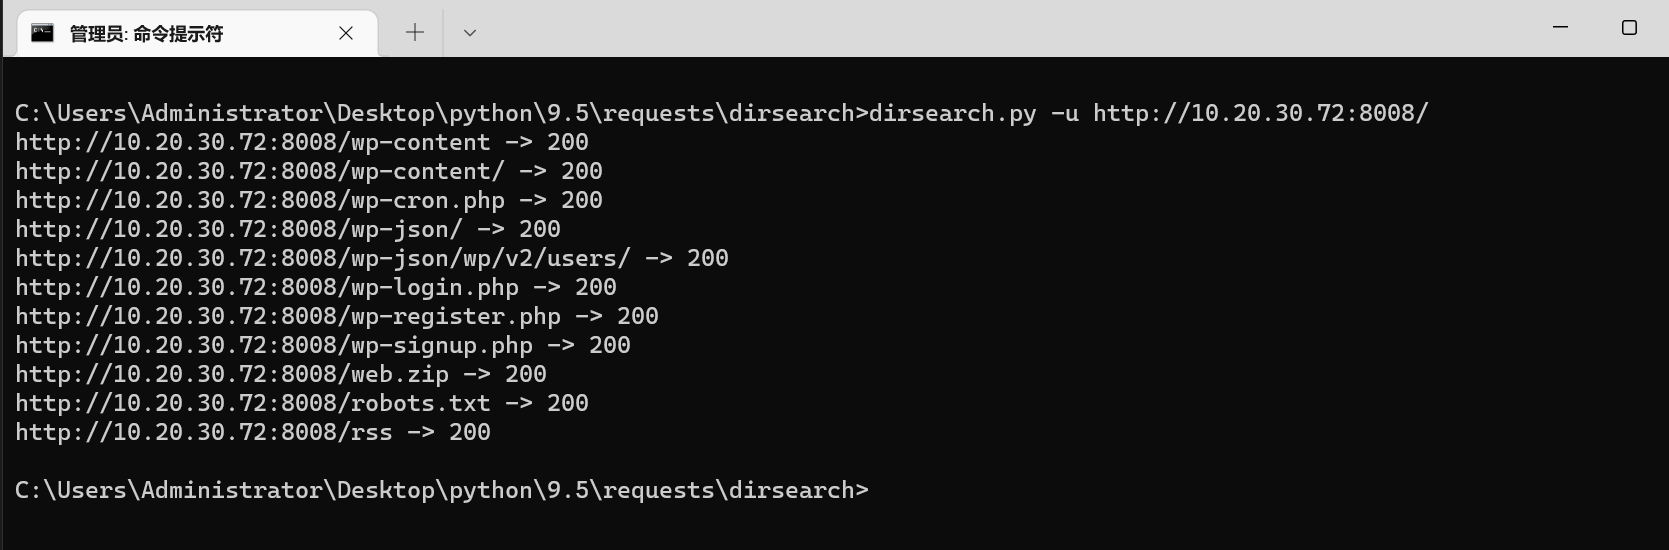 管理员: 命令提示符
C:\Users\Administrator\Desktop\python\9.5\requests\dirsearch>dirsearch.py -u http://10.20.30.72:8008/
http://10.20.30.72:8008/wp-content -> 200
http://10.20.30.72:8008/wp-content/ -> 200
http://10.20.30.72:8008/wp-cron.php -> 200
http://10.20.30.72:8008/wp-json/ -> 200
http://10.20.30.72:8008/wp-json/wp/v2/users/ -> 200
http://10.20.30.72:8008/wp-login.php -> 200
http://10.20.30.72:8008/wp-register.php -> 200
http://10.20.30.72:8008/wp-signup.php -> 200
http://10.20.30.72:8008/web.zip -> 200
http://10.20.30.72:8008/robots.txt -> 200
http://10.20.30.72:8008/rss -> 200
C:\Users\Administrator\Desktop\python\9.5\requests\dirsearch>